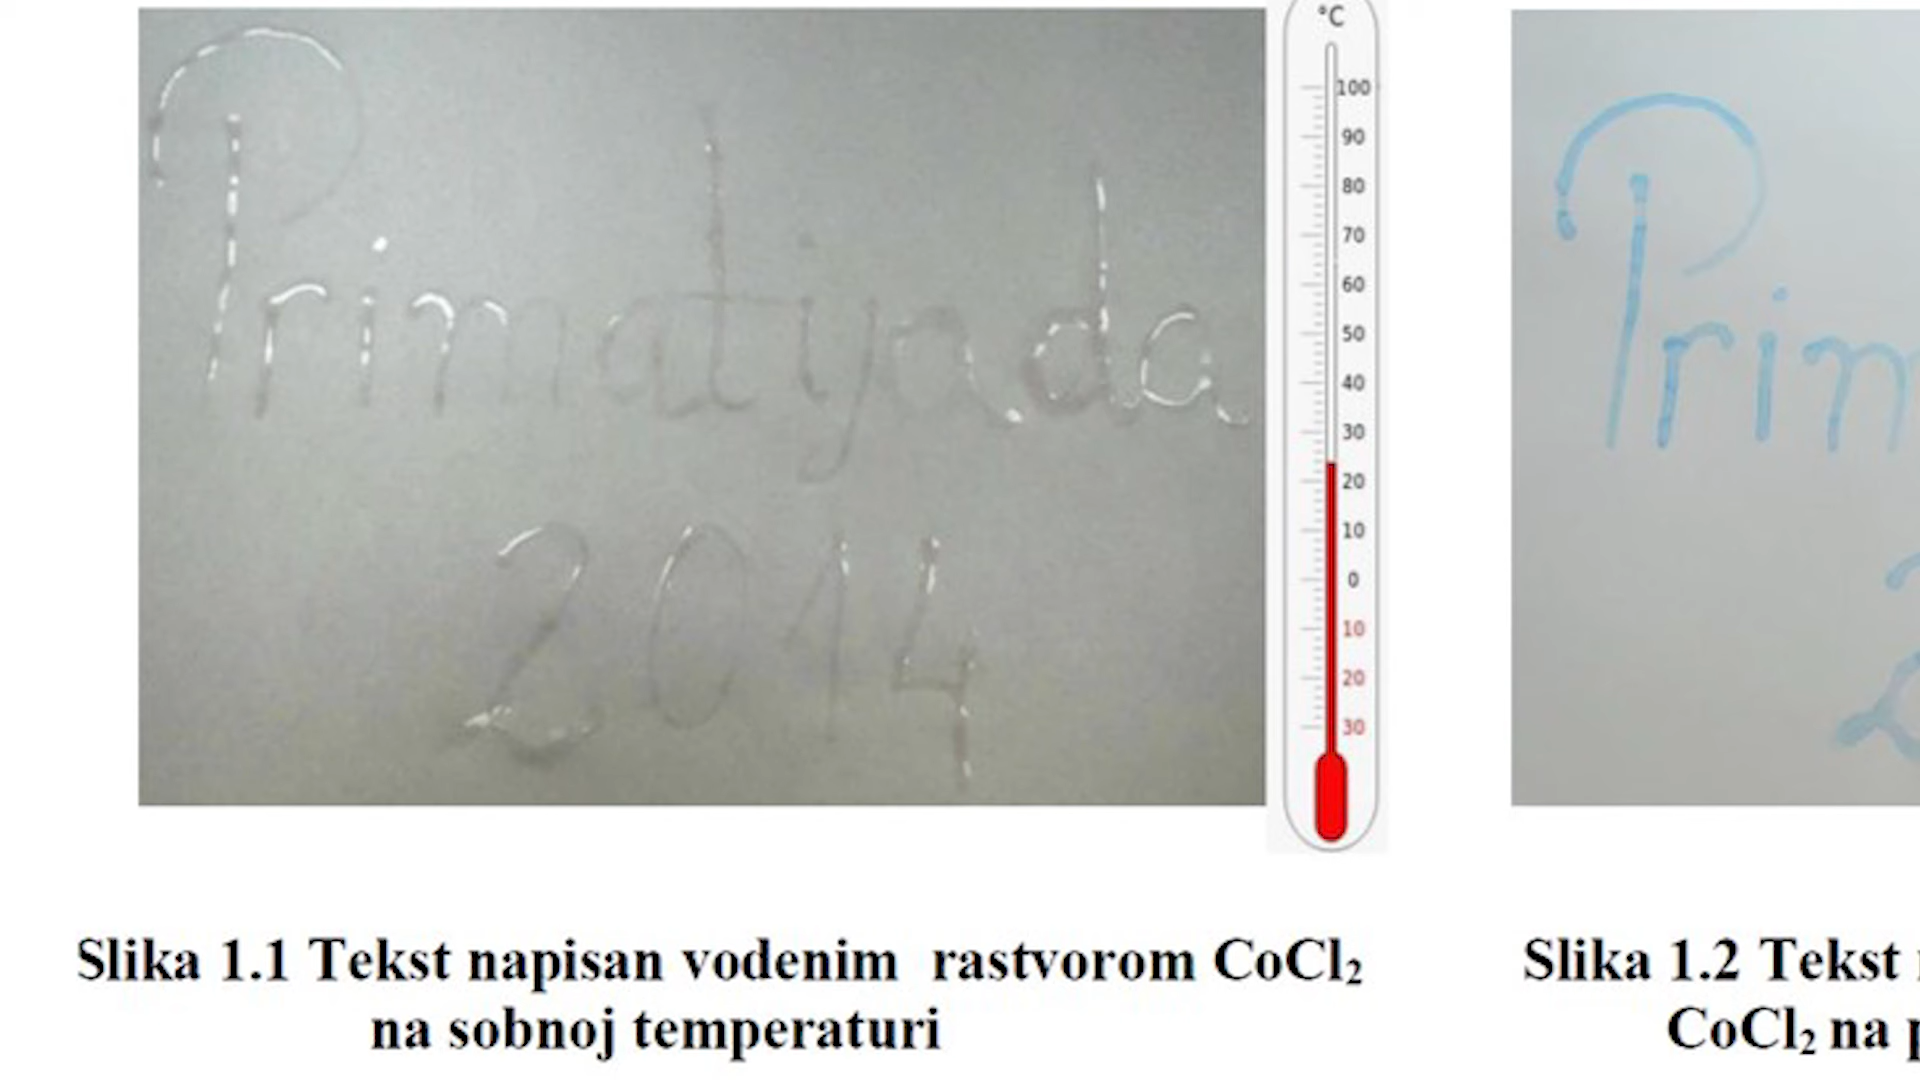 Primatijada
2014
°C
100
90
80
70
60
50
40
30
20
10
0
10
20
30
Slika 1.1 Tekst napisan vodenim rastvorom CoCl₂
na sobnoj temperaturi
Prim
2
Slika 1.2 Tekst
CoCl₂ na